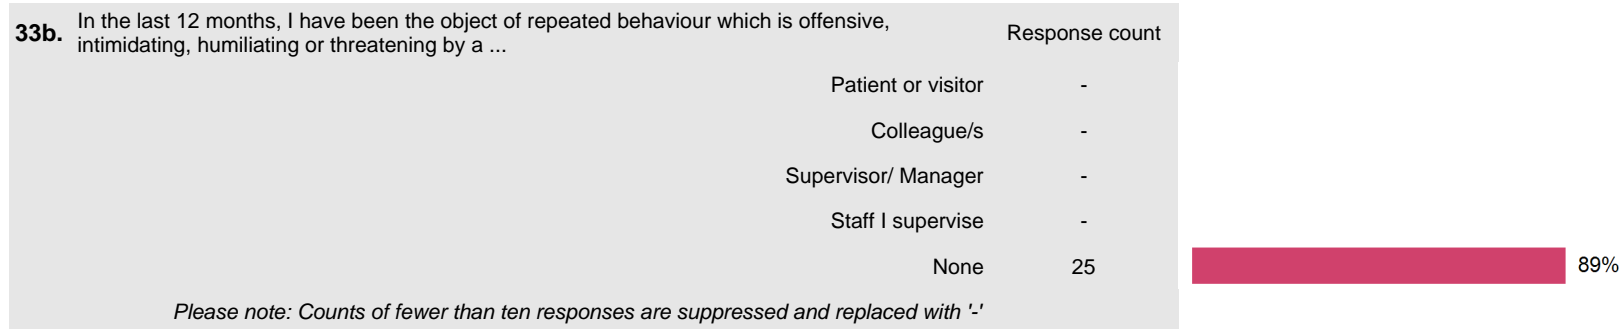 33b. In the last 12 months, I have been the object of repeated behaviour which is offensive,
intimidating, humiliating or threatening by a ...
Response count
Patient or visitor -
Colleague/s -
Supervisor/ Manager -
Staff I supervise -
None 25 89%
Please note: Counts of fewer than ten responses are suppressed and replaced with '-'